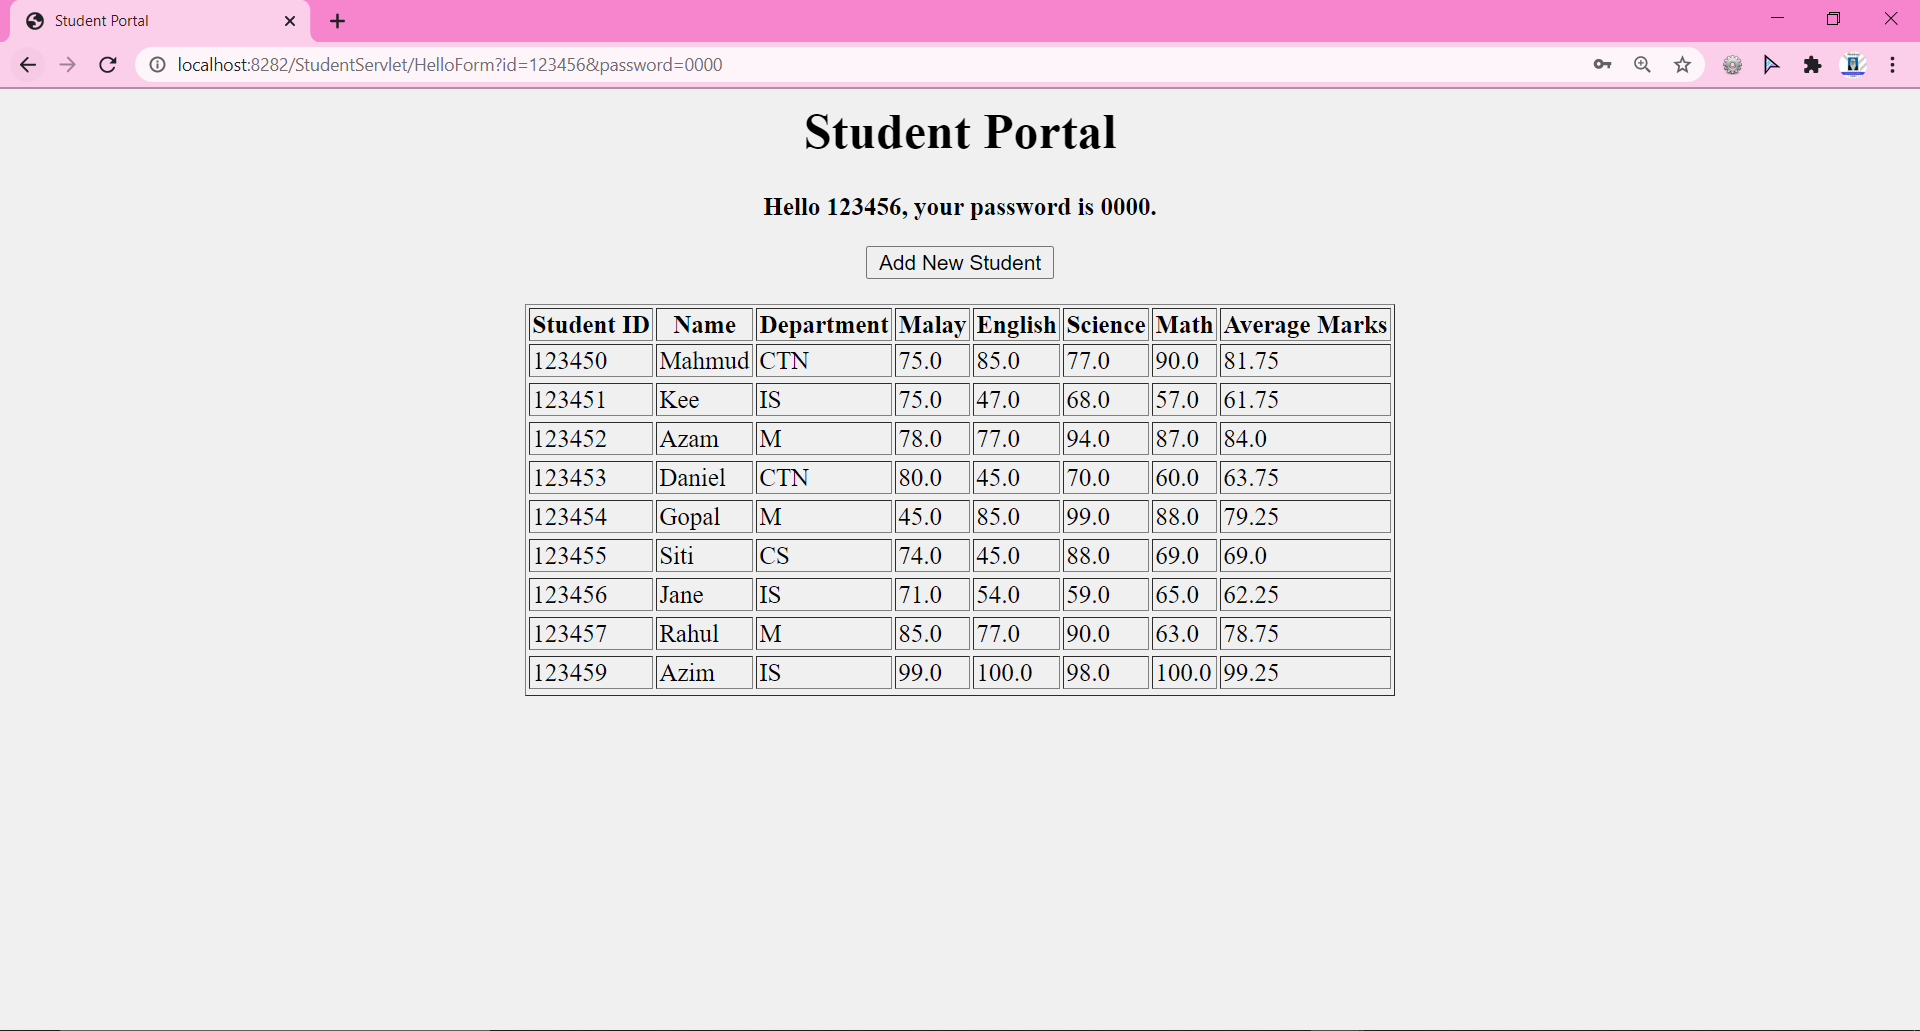 Student Portal
localhost:8282/StudentServlet/HelloForm?id=123456&password=0000
Student Portal
Hello 123456, your password is 0000.
Add New Student
Student ID Name Department Malay English Science Math Average Marks
123450 Mahmud CTN 75.0 85.0 77.0 90.0 81.75
123451 Kee IS 75.0 47.0 68.0 57.0 61.75
123452 Azam M 78.0 77.0 94.0 87.0 84.0
123453 Daniel CTN 80.0 45.0 70.0 60.0 63.75
123454 Gopal M 45.0 85.0 99.0 88.0 79.25
123455 Siti CS 74.0 45.0 88.0 69.0 69.0
123456 Jane IS 71.0 54.0 59.0 65.0 62.25
123457 Rahul M 85.0 77.0 90.0 63.0 78.75
123459 Azim IS 99.0 100.0 98.0 100.0 99.25